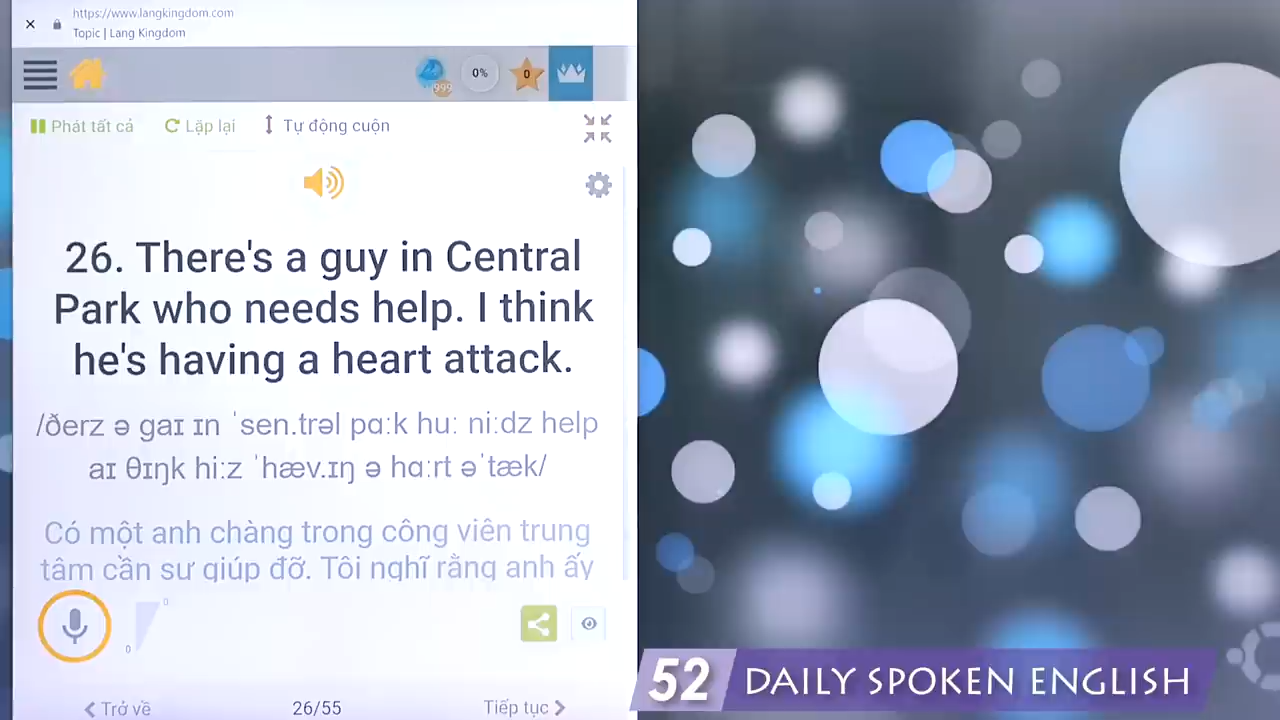 https://www.langkingdom.com
Topic | Lang Kingdom
999
0%
0
Phát tất cả
Lặp lại
Tự động cuộn
26. There's a guy in Central
Park who needs help. I think
he's having a heart attack.
/ðerz ə gaɪ ɪn ˈsen.trəl pɑːk huː niːdz help
aɪ θɪŋk hiːz ˈhæv.ɪŋ ə hɑːrt əˈtæk/
Có một anh chàng trong công viên trung
tâm cần sự giúp đỡ. Tôi nghĩ rằng anh ấy
0
0
Trở về
26/55
Tiếp tục
52 DAILY SPOKEN ENGLISH